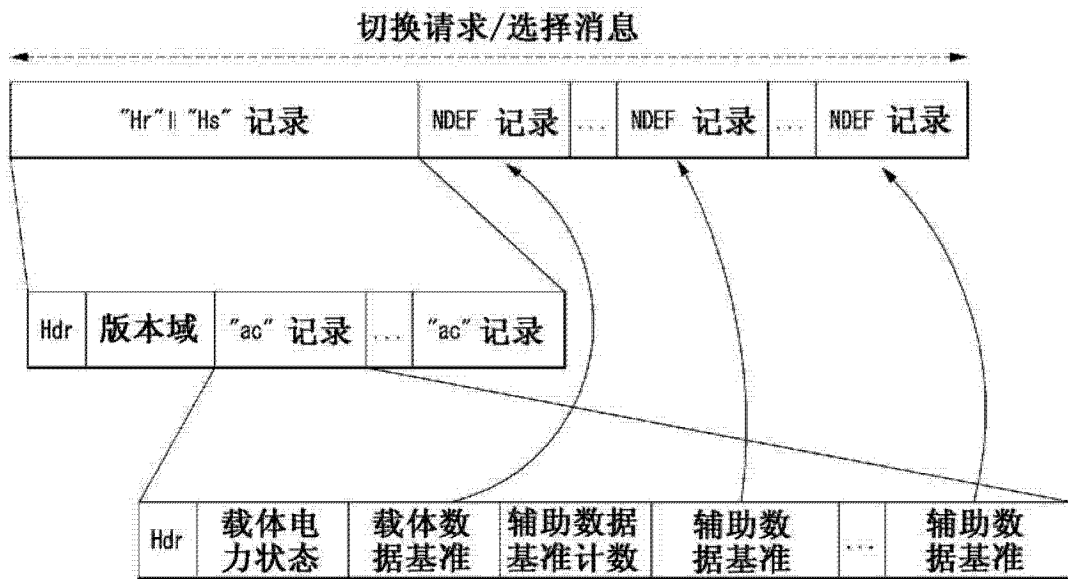 切换请求/选择消息
"Hr"‖"Hs" 记录 NDEF 记录 ... NDEF 记录 ... NDEF 记录
Hdr 版本域 "ac" 记录 ... "ac" 记录
Hdr 载体电力状态 载体数据基准 辅助数据基准计数 辅助数据基准 ... 辅助数据基准